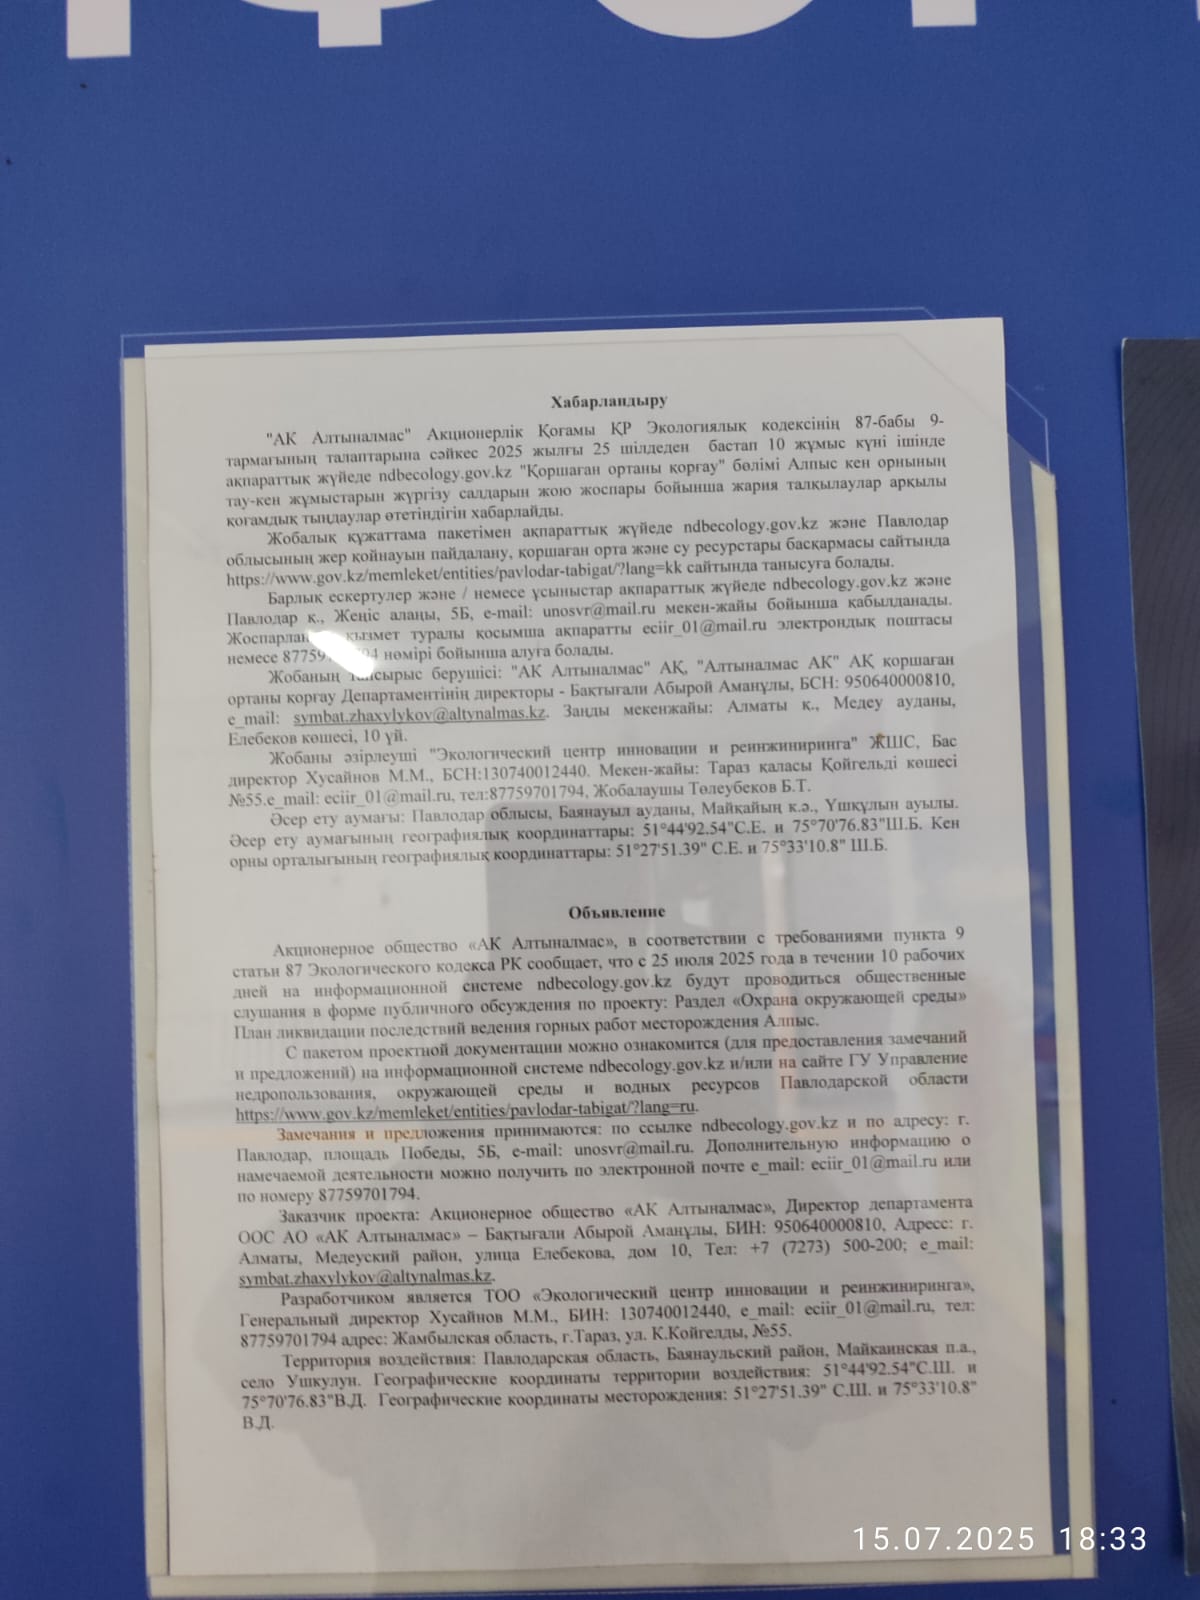 Хабарландыру
"АК Алтыналмас" Акционерлік Қоғамы ҚР Экологиялық кодексінің 87-бабы 9-
тармағының талаптарына сәйкес 2025 жылғы 25 шілдеден бастап 10 жұмыс күні ішінде
ақпараттық жүйеде ndbecology.gov.kz "Қоршаған ортаны қорғау" бөлімі Алпыс кен орнының
тау-кен жұмыстарын жүргізу салдарын жою жоспары бойынша жария талқылаулар арқылы
қоғамдық тыңдаулар өтетіндігін хабарлайды.
Жобалық құжаттама пакетімен ақпараттық жүйеде ndbecology.gov.kz және Павлодар
облысының жер қойнауын пайдалану, қоршаған орта және су ресурстары басқармасы сайтында
https://www.gov.kz/memleket/entities/pavlodar-tabigat/?lang=kk сайтында танысуға болады.
Барлық ескертулер және / немесе ұсыныстар ақпараттық жүйеде ndbecology.gov.kz және
Павлодар қ., Жеңіс алаңы, 5Б, e-mail: unosvr@mail.ru мекен-жайы бойынша қабылданады.
қызмет туралы қосымша ақпаратты eciir_01@mail.ru электрондық поштасы
немесе нөмірі бойынша алуға болады.
Жобаның тапсырыс берушісі: "АК Алтыналмас" АҚ, "Алтыналмас АК" АҚ қоршаған
ортаны қорғау Департаментінің директоры - Бақтығали Абырой Аманұлы, БСН: 950640000810,
e_mail: symbat.zhaxylykov@altynalmas.kz. Заңды мекенжайы: Алматы қ., Медеу ауданы,
Елебеков көшесі, 10 үй.
Жобаны әзірлеуші "Экологический центр инновации и реинжиниринга" ЖШС, Бас
директор Хусайнов М.М., БСН:130740012440. Мекен-жайы: Тараз қаласы Қойгельді көшесі
№55.e_mail: eciir_01@mail.ru, тел:87759701794, Жобалаушы Төлеубеков Б.Т.
Әсер ету аумағы: Павлодар облысы, Баянауыл ауданы, Майқайың к.ә., Үшқұлын ауылы.
Әсер ету аумағының географиялық координаттары: 51°44'92.54"С.Е. и 75°70'76.83"Ш.Б. Кен
орны орталығының географиялық координаттары: 51°27'51.39" С.Е. и 75°33'10.8" Ш.Б.
Объявление
Акционерное общество «АК Алтыналмас», в соответствии с требованиями пункта 9
статьи 87 Экологического кодекса РК сообщает, что с 25 июля 2025 года в течении 10 рабочих
дней на информационной системе ndbecology.gov.kz будут проводиться общественные
слушания в форме публичного обсуждения по проекту: Раздел «Охрана окружающей среды»
План ликвидации последствий ведения горных работ месторождения Алпыс.
С пакетом проектной документации можно ознакомится (для предоставления замечаний
и предложений) на информационной системе ndbecology.gov.kz и/или на сайте ГУ Управление
недропользования, окружающей среды и водных ресурсов Павлодарской области
https://www.gov.kz/memleket/entities/pavlodar-tabigat/?lang=ru.
Замечания и предложения принимаются: по ссылке ndbecology.gov.kz и по адресу: г.
Павлодар, площадь Победы, 5Б, e-mail: unosvr@mail.ru. Дополнительную информацию о
намечаемой деятельности можно получить по электронной почте e_mail: eciir_01@mail.ru или
по номеру 87759701794.
Заказчик проекта: Акционерное общество «АК Алтыналмас», Директор департамента
ООС АО «АК Алтыналмас» – Бактыгали Абырой Аманұлы, БИН: 950640000810, Адресс: г.
Алматы, Медеуский район, улица Елебекова, дом 10, Тел: +7 (7273) 500-200; e_mail:
symbat.zhaxylykov@altynalmas.kz.
Разработчиком является ТОО «Экологический центр инновации и реинжиниринга»,
Генеральный директор Хусайнов М.М., БИН: 130740012440, e_mail: eciir_01@mail.ru, тел:
87759701794 адрес: Жамбылская область, г.Тараз, ул. К.Койгелды, №55.
Территория воздействия: Павлодарская область, Баянаульский район, Майкаинская п.а.,
село Ушкулун. Географические координаты территории воздействия: 51°44'92.54"С.Ш. и
75°70'76.83"В.Д. Географические координаты месторождения: 51°27'51.39" С.Ш. и 75°33'10.8"
В.Д.
15.07.2025 18:33